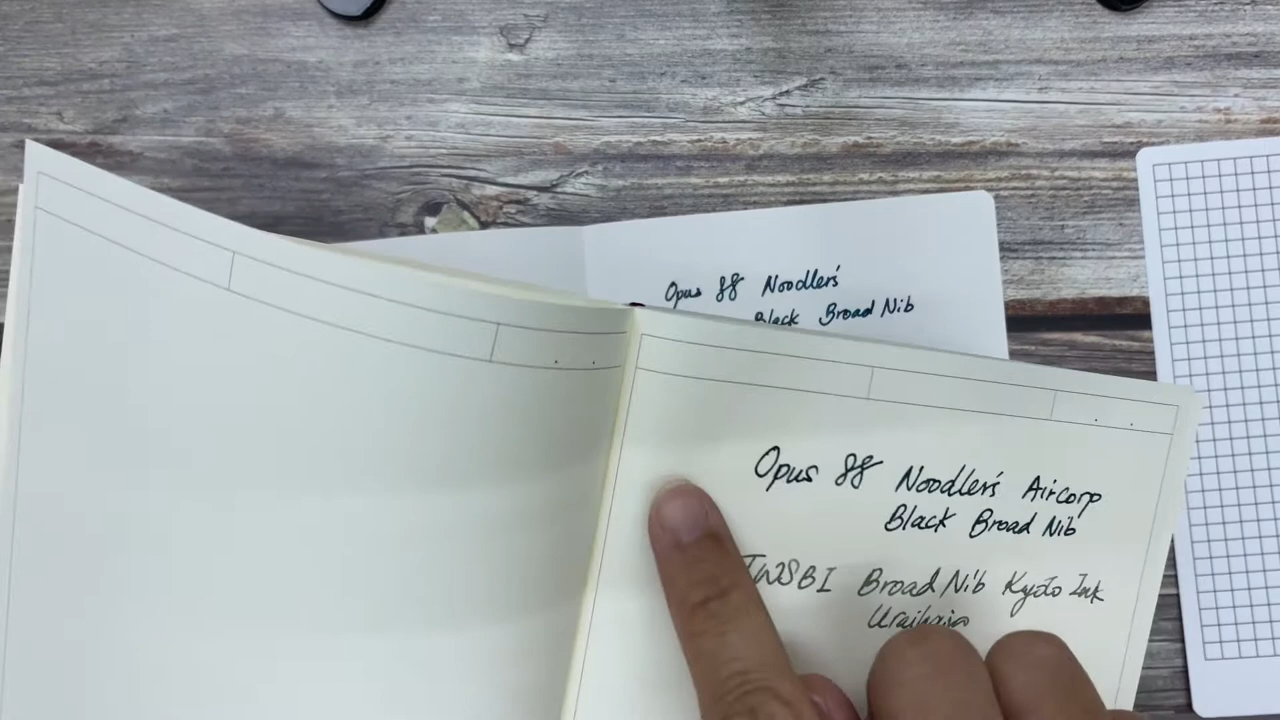 Opus 88 Noodler's
Black Broad Nib
Opus 88 Noodler's Aircorp
Black Broad Nib
TWSBI Broad Nib Kyoto Ink